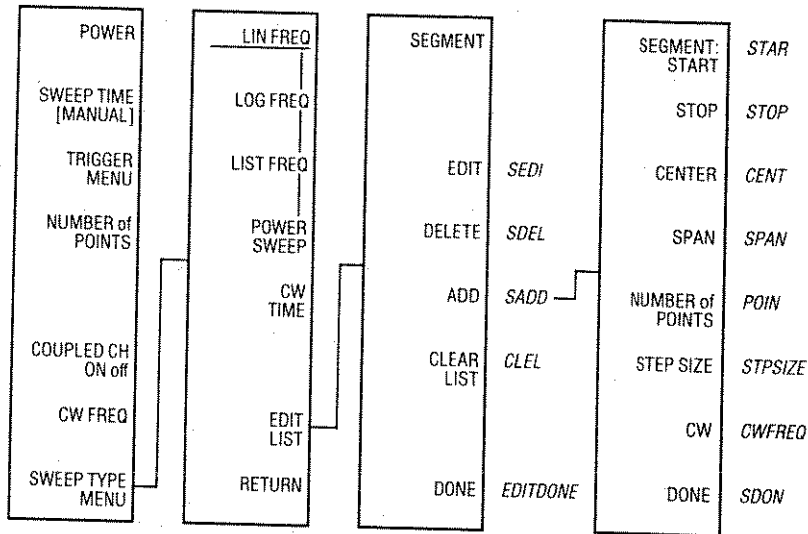 POWER
SWEEP TIME
[MANUAL]
TRIGGER
MENU
NUMBER of
POINTS
COUPLED CH
ON off
CW FREQ
SWEEP TYPE
MENU
LIN FREQ
LOG FREQ
LIST FREQ
POWER
SWEEP
CW
TIME
EDIT
LIST
RETURN
SEGMENT
EDIT SEDI
DELETE SDEL
ADD SADD
CLEAR
LIST CLEL
DONE EDITDONE
SEGMENT: STAR
START
STOP STOP
CENTER CENT
SPAN SPAN
NUMBER of POIN
POINTS
STEP SIZE STPSIZE
CW CWFREQ
DONE SDON